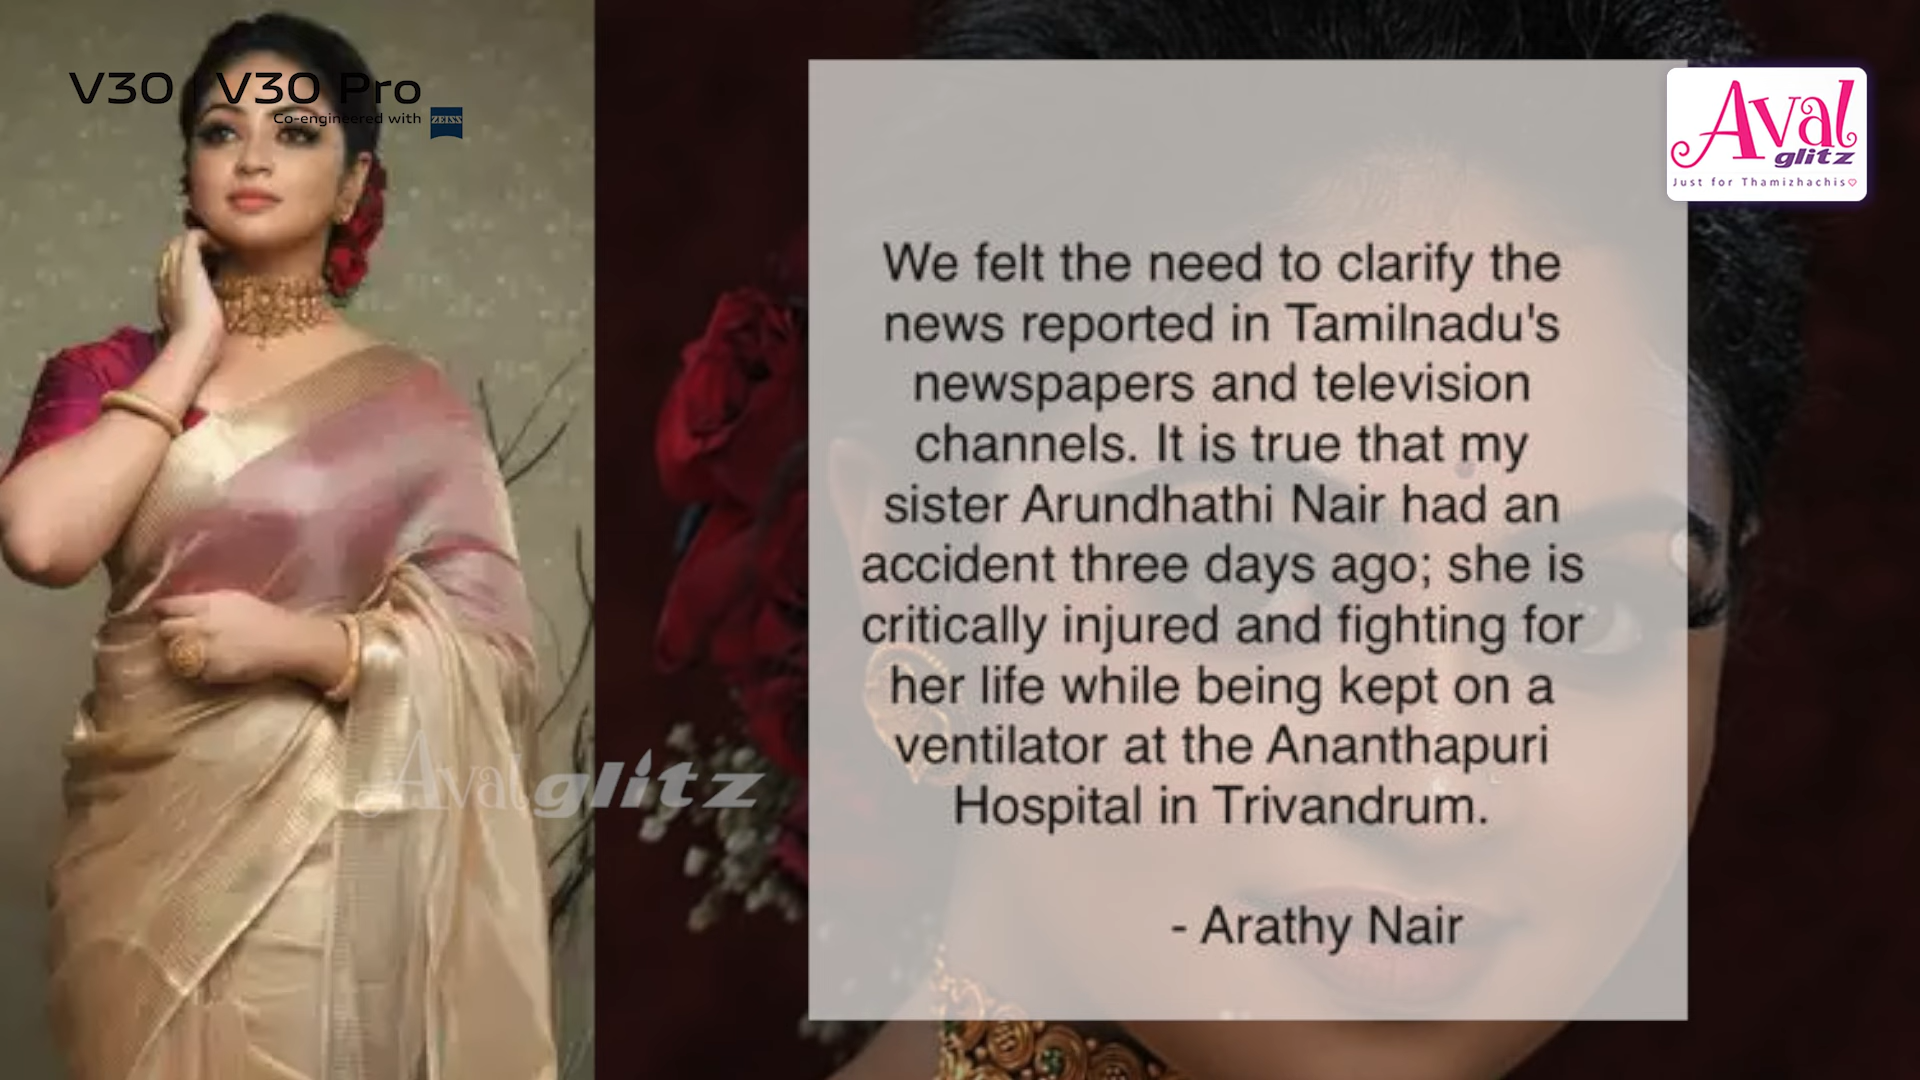 V30 | V30 Pro
Co-engineered with ZEISS
Aval
glitz
Just for Thamizhachis
We felt the need to clarify the
news reported in Tamilnadu's
newspapers and television
channels. It is true that my
sister Arundhathi Nair had an
accident three days ago; she is
critically injured and fighting for
her life while being kept on a
ventilator at the Ananthapuri
Hospital in Trivandrum.
- Arathy Nair
Avalglitz